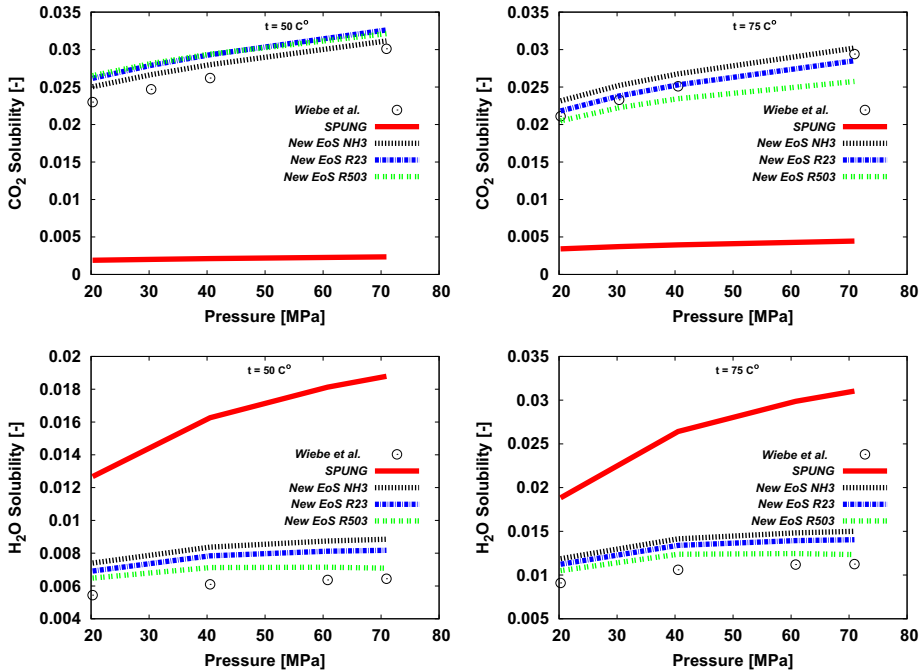 t = 50 C°
CO2 Solubility [-]
0.035
0.03
0.025
0.02
0.015
0.01
0.005
0
Wiebe et al.
SPUNG
New EoS NH3
New EoS R23
New EoS R503
20 30 40 50 60 70 80
Pressure [MPa]
t = 75 C°
CO2 Solubility [-]
0.035
0.03
0.025
0.02
0.015
0.01
0.005
0
Wiebe et al.
SPUNG
New EoS NH3
New EoS R23
New EoS R503
20 30 40 50 60 70 80
Pressure [MPa]
t = 50 C°
H2O Solubility [-]
0.02
0.018
0.016
0.014
0.012
0.01
0.008
0.006
0.004
Wiebe et al.
SPUNG
New EoS NH3
New EoS R23
New EoS R503
20 30 40 50 60 70 80
Pressure [MPa]
t = 75 C°
H2O Solubility [-]
0.035
0.03
0.025
0.02
0.015
0.01
0.005
Wiebe et al.
SPUNG
New EoS NH3
New EoS R23
New EoS R503
20 30 40 50 60 70 80
Pressure [MPa]